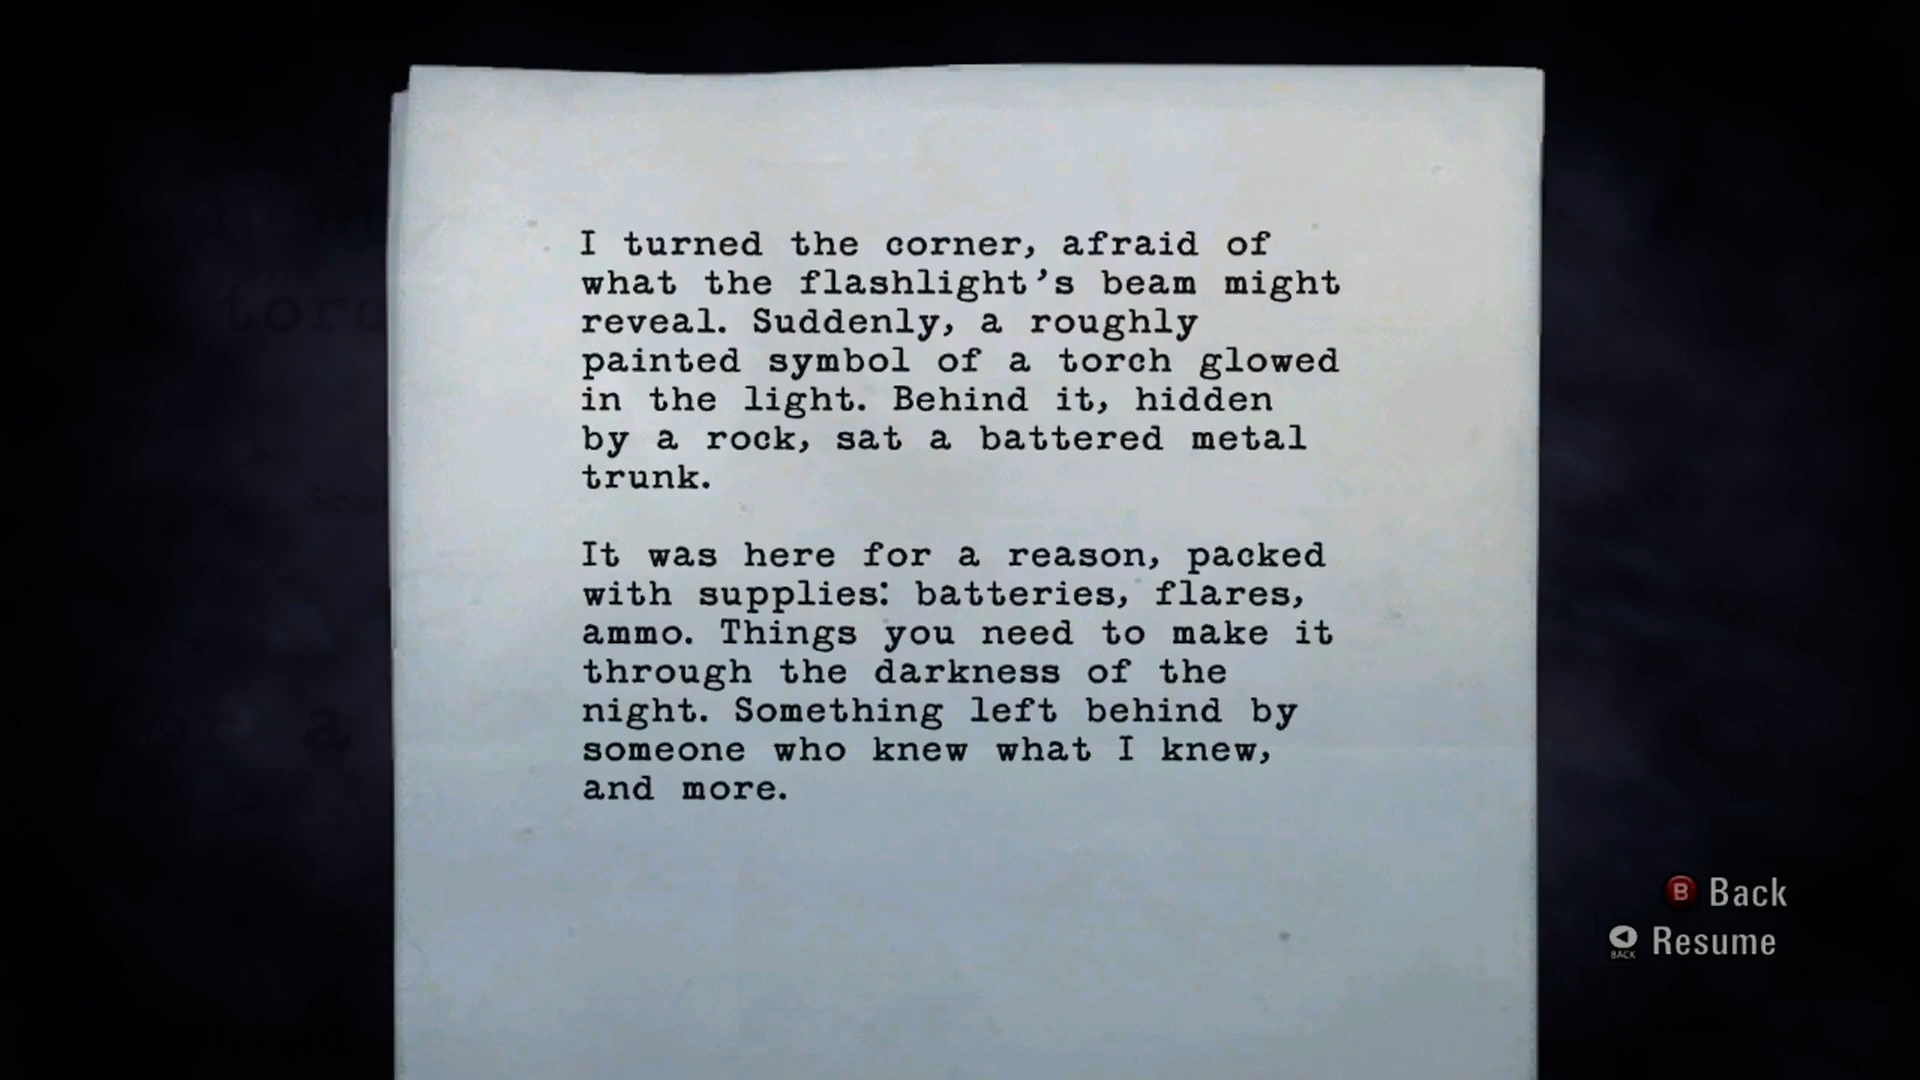 I turned the corner, afraid of
what the flashlight's beam might
reveal. Suddenly, a roughly
painted symbol of a torch glowed
in the light. Behind it, hidden
by a rock, sat a battered metal
trunk.
It was here for a reason, packed
with supplies: batteries, flares,
ammo. Things you need to make it
through the darkness of the
night. Something left behind by
someone who knew what I knew,
and more.
B Back
BACK Resume
torc
or a